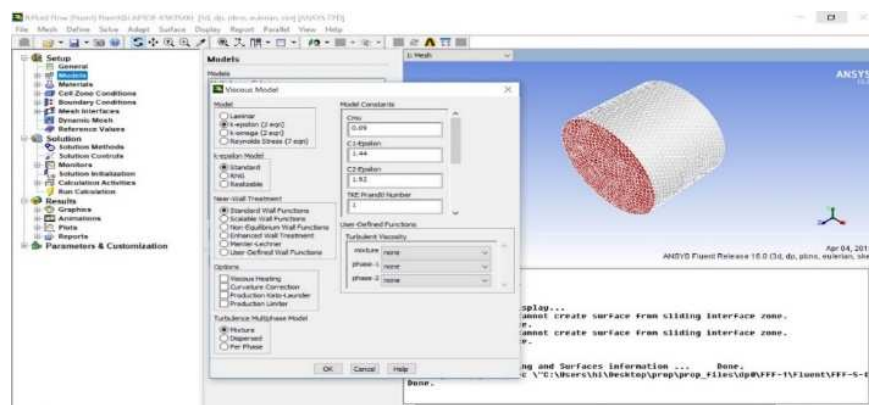 File Mesh Define Solve Adapt Surface Display Report Parallel View Help
Setup
General
Models
Materials
Cell Zone Conditions
Boundary Conditions
Mesh Interfaces
Dynamic Mesh
Reference Values
Solution
Solution Methods
Solution Controls
Monitors
Solution Initialization
Calculation Activities
Run Calculation
Results
Graphics
Animations
Plots
Reports
Parameters & Customization
Models
Models
Viscous Model
Model
Laminar
k-epsilon (2 eqn)
k-omega (2 eqn)
Reynolds Stress (7 eqn)
k-epsilon Model
Standard
RNG
Realizable
Near-Wall Treatment
Standard Wall Functions
Scalable Wall Functions
Non-Equilibrium Wall Functions
Enhanced Wall Treatment
Menter-Lechner
User-Defined Wall Functions
Options
Viscous Heating
Curvature Correction
Production Kato-Launder
Production Limiter
Turbulence Multiphase Model
Mixture
Dispersed
Per Phase
Model Constants
Cmu
0.09
C1-Epsilon
1.44
C2-Epsilon
1.92
TKE Prandtl Number
1
User-Defined Functions
Turbulent Viscosity
mixture none
phase-1 none
phase-2 none
OK Cancel Help
1: Mesh
ANSYS
Apr 04,
ANSYS Fluent Release 16.0 (3d, dp, pbns, eulerian, ske)
splay...
annot create surface from sliding interface zone.
e.
annot create surface from sliding interface zone.
e.
ng and Surfaces information ... Done.
Done.